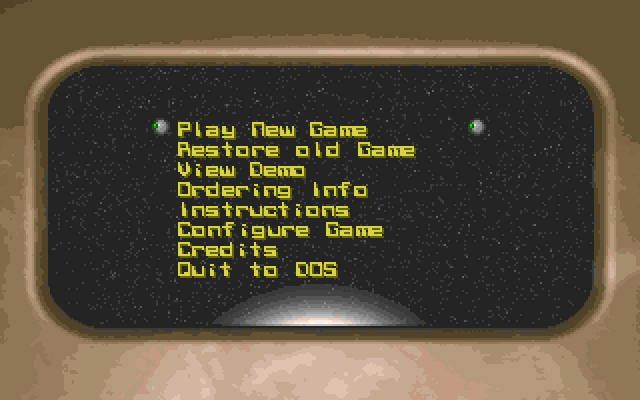 Play New Game
Restore old Game
View Demo
Ordering Info
Instructions
Configure Game
Credits
Quit to DOS